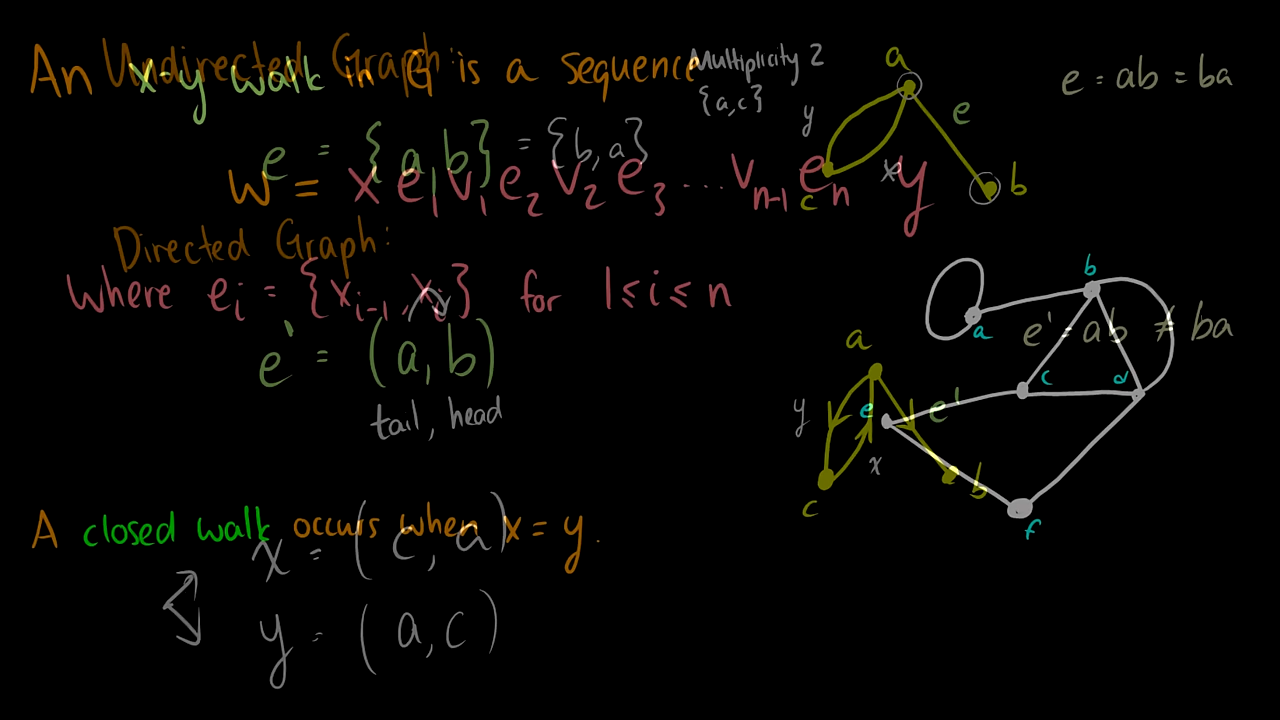 An x-y walk in G is a sequence
Undirected Graph:
Multiplicity 2
{a,c}
e = {a,b} = {b,a}
w = x e₁ v₁ e₂ v₂ e₃ ... vₙ₋₁ eₙ y
Directed Graph:
Where eᵢ = {xᵢ₋₁, xᵢ} for 1 ≤ i ≤ n
e' = (a, b)
tail, head
A closed walk occurs when x = y.
x = (c, a)
y = (a, c)
a
e = ab = ba
y
e
x
c
b
b
a
e' = ab ≠ ba
a
c
d
y
e
e'
x
b
c
f